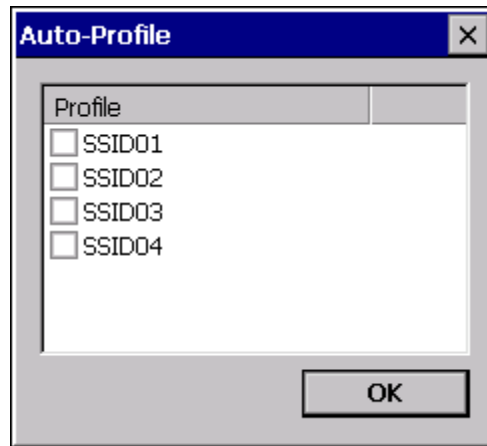 Auto-Profile
Profile
SSID01
SSID02
SSID03
SSID04
OK